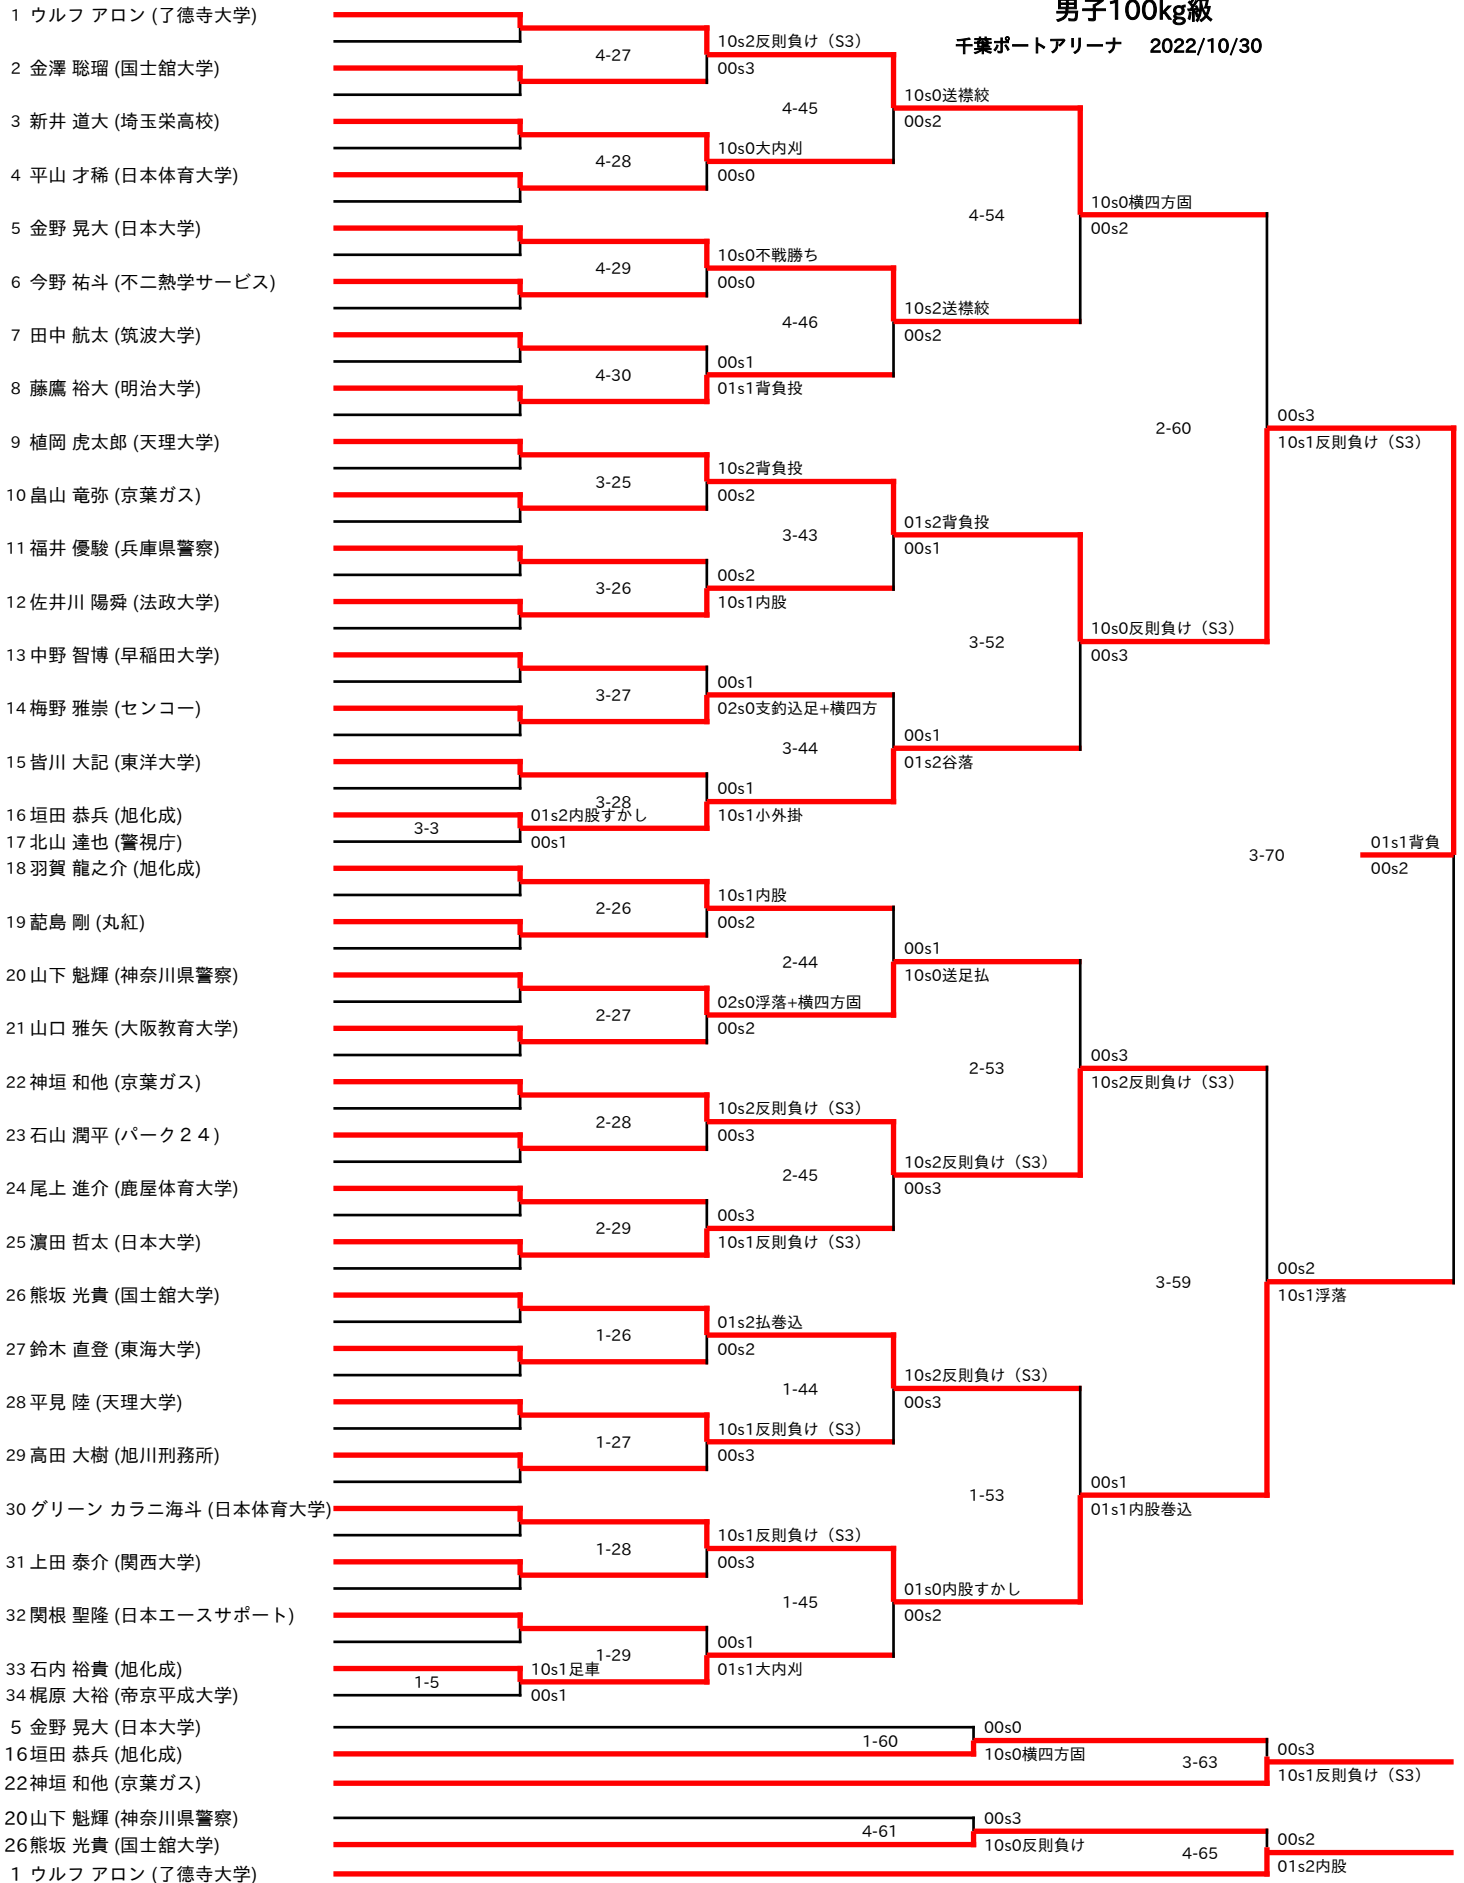 男子100kg級
千葉ポートアリーナ 2022/10/30
1 ウルフ アロン (了德寺大学)
2 金澤 聡瑠 (国士舘大学)
3 新井 道大 (埼玉栄高校)
4 平山 才稀 (日本体育大学)
5 金野 晃大 (日本大学)
6 今野 祐斗 (不二熱学サービス)
7 田中 航太 (筑波大学)
8 藤鷹 裕大 (明治大学)
9 植岡 虎太郎 (天理大学)
10 畠山 竜弥 (京葉ガス)
11 福井 優駿 (兵庫県警察)
12 佐井川 陽舜 (法政大学)
13 中野 智博 (早稲田大学)
14 梅野 雅崇 (センコー)
15 皆川 大記 (東洋大学)
16 垣田 恭兵 (旭化成)
17 北山 達也 (警視庁)
18 羽賀 龍之介 (旭化成)
19 蓜島 剛 (丸紅)
20 山下 魁輝 (神奈川県警察)
21 山口 雅矢 (大阪教育大学)
22 神垣 和他 (京葉ガス)
23 石山 潤平 (パーク２４)
24 尾上 進介 (鹿屋体育大学)
25 濵田 哲太 (日本大学)
26 熊坂 光貴 (国士舘大学)
27 鈴木 直登 (東海大学)
28 平見 陸 (天理大学)
29 高田 大樹 (旭川刑務所)
30 グリーン カラニ海斗 (日本体育大学)
31 上田 泰介 (関西大学)
32 関根 聖隆 (日本エースサポート)
33 石内 裕貴 (旭化成)
34 梶原 大裕 (帝京平成大学)
3-3
01s2内股すかし
00s1
1-5
10s1足車
00s1
4-27
10s2反則負け（S3）
00s3
4-28
10s0大内刈
00s0
4-29
10s0不戦勝ち
00s0
4-30
00s1
01s1背負投
3-25
10s2背負投
00s2
3-26
00s2
10s1内股
3-27
00s1
02s0支釣込足+横四方
3-28
00s1
10s1小外掛
2-26
10s1内股
00s2
2-27
02s0浮落+横四方固
00s2
2-28
10s2反則負け（S3）
00s3
2-29
00s3
10s1反則負け（S3）
1-26
01s2払巻込
00s2
1-27
10s1反則負け（S3）
00s3
1-28
10s1反則負け（S3）
00s3
1-29
00s1
01s1大内刈
4-45
10s0送襟絞
00s2
4-46
10s2送襟絞
00s2
3-43
01s2背負投
00s1
3-44
00s1
01s2谷落
2-44
00s1
10s0送足払
2-45
10s2反則負け（S3）
00s3
1-44
10s2反則負け（S3）
00s3
1-45
01s0内股すかし
00s2
4-54
10s0横四方固
00s2
3-52
10s0反則負け（S3）
00s3
2-53
00s3
10s2反則負け（S3）
1-53
00s1
01s1内股巻込
2-60
00s3
10s1反則負け（S3）
3-59
00s2
10s1浮落
3-70
01s1背負
00s2
5 金野 晃大 (日本大学)
16 垣田 恭兵 (旭化成)
22 神垣 和他 (京葉ガス)
1-60
00s0
10s0横四方固
3-63
00s3
10s1反則負け（S3）
20 山下 魁輝 (神奈川県警察)
26 熊坂 光貴 (国士舘大学)
1 ウルフ アロン (了德寺大学)
4-61
00s3
10s0反則負け
4-65
00s2
01s2内股